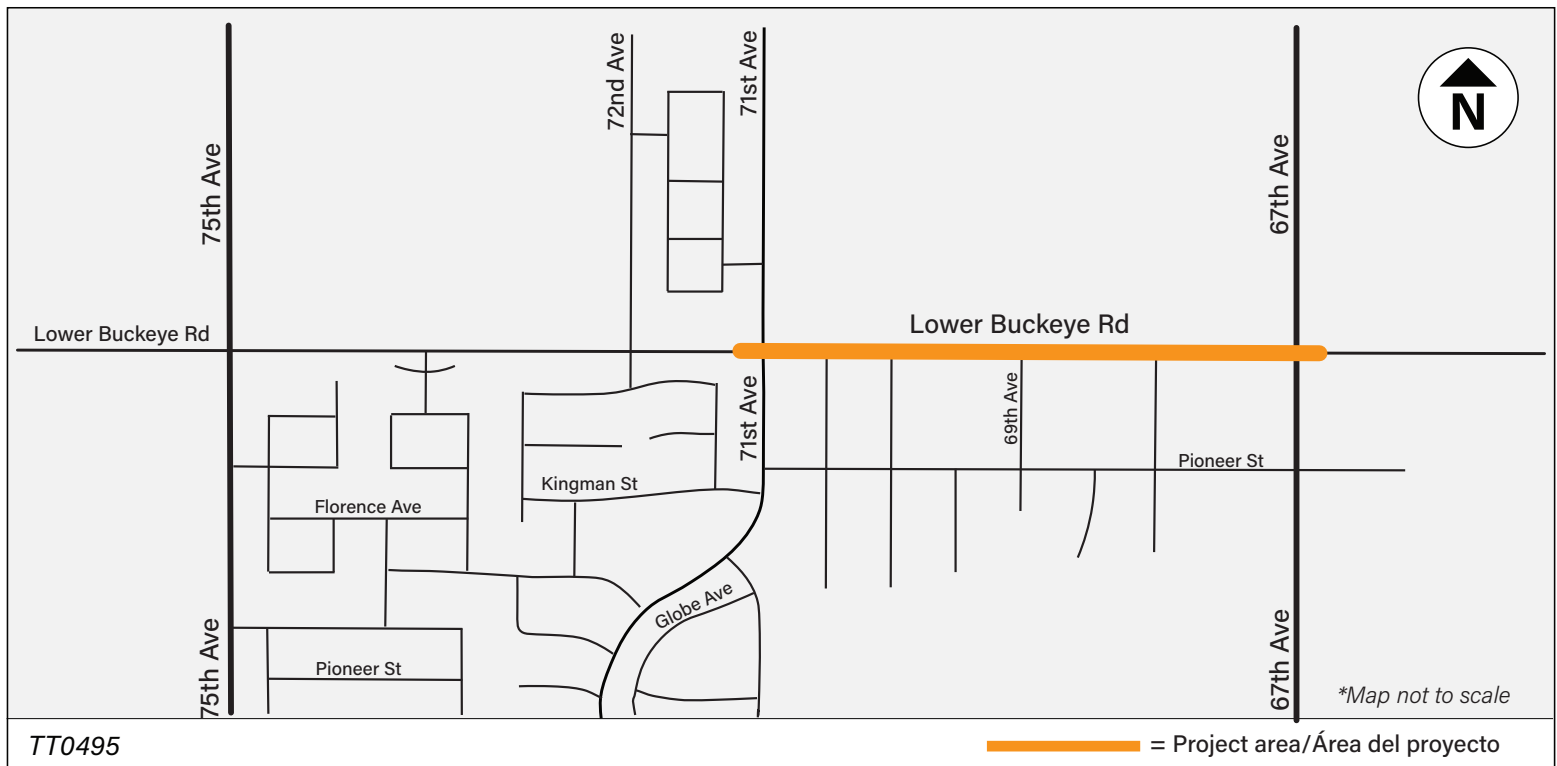 72nd Ave
71st Ave
N
75th Ave
67th Ave
Lower Buckeye Rd
Lower Buckeye Rd
71st Ave
69th Ave
Pioneer St
Kingman St
Florence Ave
Globe Ave
75th Ave
67th Ave
Pioneer St
*Map not to scale
TT0495
= Project area/Área del proyecto